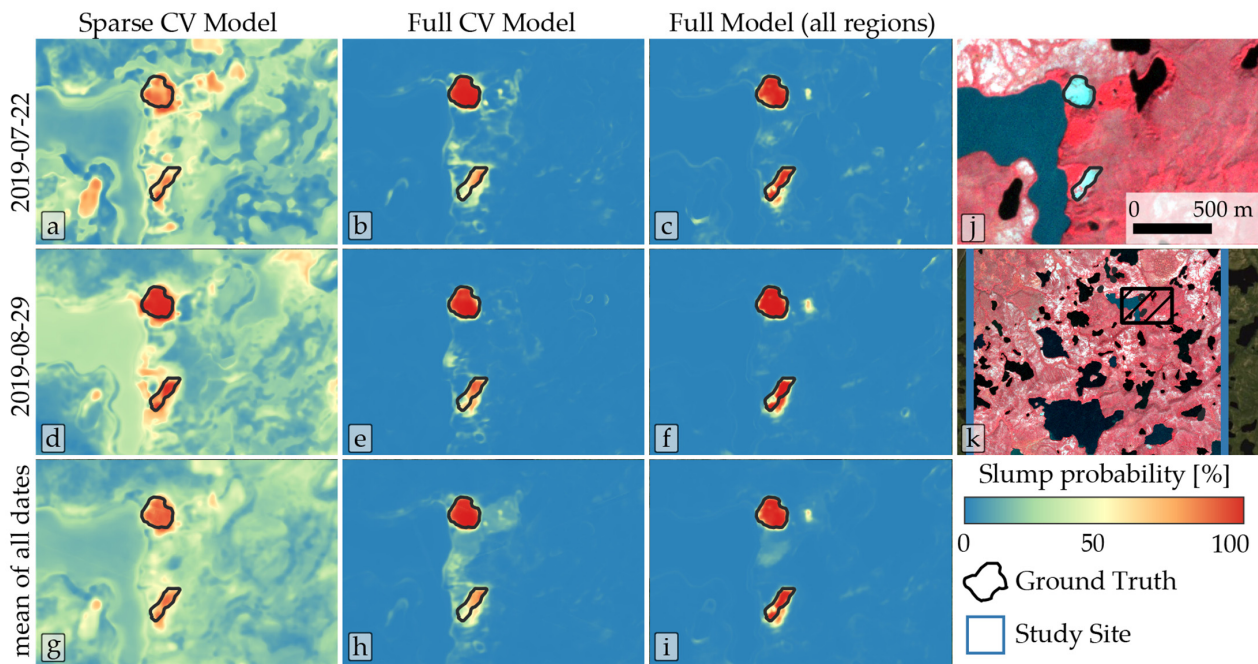 Sparse CV Model
Full CV Model
Full Model (all regions)
2019-07-22
a
b
c
j
0 500 m
2019-08-29
d
e
f
k
mean of all dates
g
h
i
Slump probability [%]
0 50 100
Ground Truth
Study Site